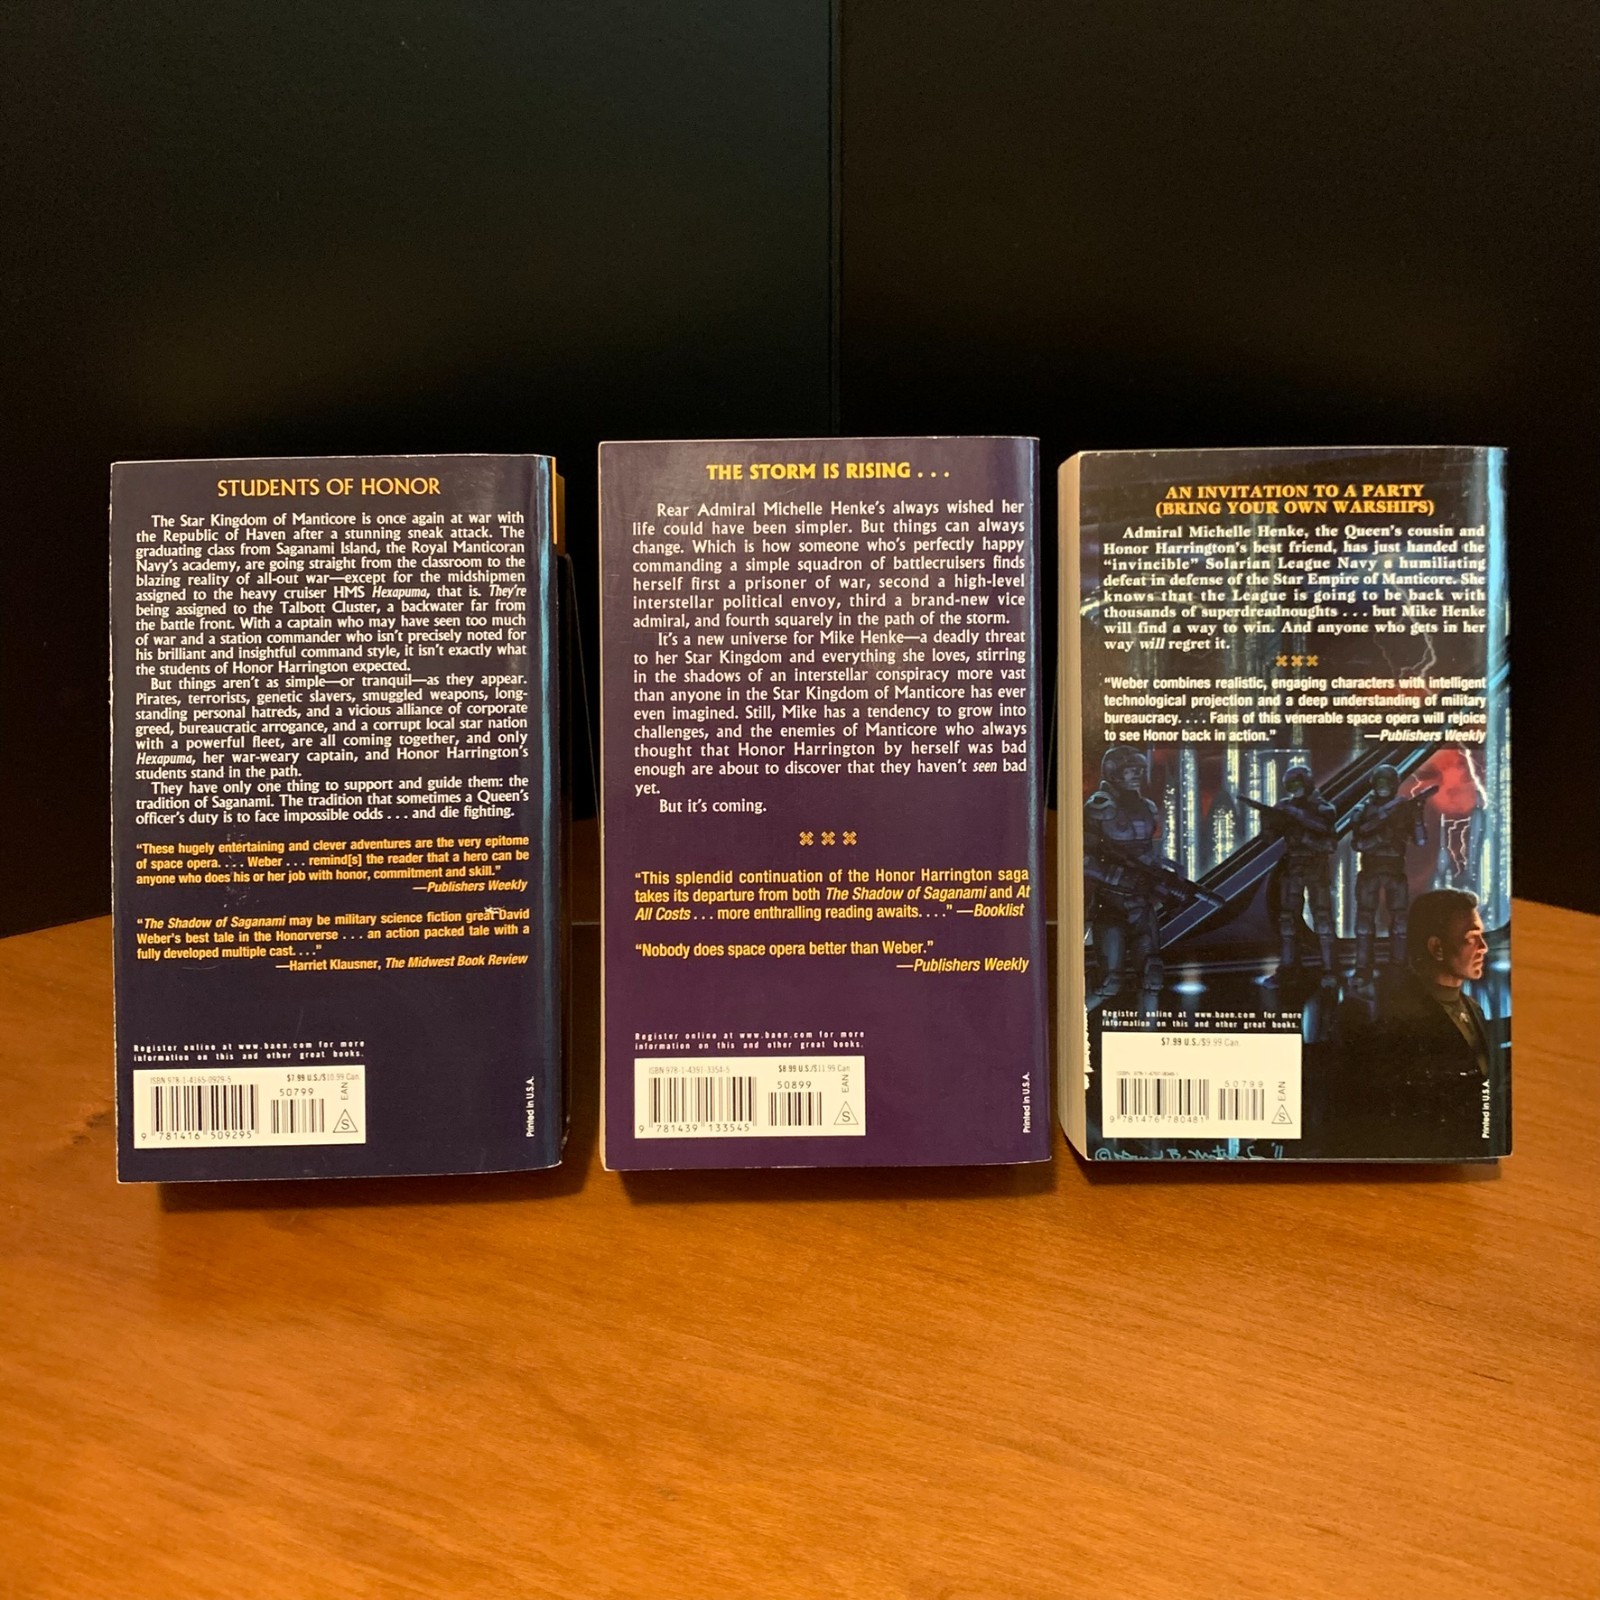 STUDENTS OF HONOR
The Star Kingdom of Manticore is once again at war with
the Republic of Haven after a stunning sneak attack. The
graduating class from Saganami Island, the Royal Manticoran
Navy's academy, are going straight from the classroom to the
blazing reality of all-out war—except for the midshipmen
assigned to the heavy cruiser HMS Hexapuma, that is. They're
being assigned to the Talbott Cluster, a backwater far from
the battle front. With a captain who may have seen too much
of war and a station commander who isn't precisely noted for
his brilliant and insightful command style, it isn't exactly what
the students of Honor Harrington expected.
But things aren't as simple—or tranquil—as they appear.
Pirates, terrorists, genetic slavers, smuggled weapons, long-
standing personal hatreds, and a vicious alliance of corporate
greed, bureaucratic arrogance, and a corrupt local star nation
with a powerful fleet, are all coming together, and only
Hexapuma, her war-weary captain, and Honor Harrington's
students stand in the path.
They have only one thing to support and guide them: the
tradition of Saganami. The tradition that sometimes a Queen's
officer's duty is to face impossible odds . . . and die fighting.
"These hugely entertaining and clever adventures are the very epitome
of space opera. . . . Weber . . . remind[s] the reader that a hero can be
anyone who does his or her job with honor, commitment and skill."
—Publishers Weekly
"The Shadow of Saganami may be military science fiction great David
Weber's best tale in the Honorverse . . . an action packed tale with a
fully developed multiple cast. . . ."
—Harriet Klausner, The Midwest Book Review
Register online at www.baen.com for more
information on this and other great books.
ISBN 978-1-4165-0929-5
$7.99 U.S./$10.99 Can.
50799
EAN
S
9 781416 509295
Printed in U.S.A.
THE STORM IS RISING . . .
Rear Admiral Michelle Henke's always wished her
life could have been simpler. But things can always
change. Which is how someone who's perfectly happy
commanding a simple squadron of battlecruisers finds
herself first a prisoner of war, second a high-level
interstellar political envoy, third a brand-new vice
admiral, and fourth squarely in the path of the storm.
It's a new universe for Mike Henke—a deadly threat
to her Star Kingdom and everything she loves, stirring
in the shadows of an interstellar conspiracy more vast
than anyone in the Star Kingdom of Manticore has ever
even imagined. Still, Mike has a tendency to grow into
challenges, and the enemies of Manticore who always
thought that Honor Harrington by herself was bad
enough are about to discover that they haven't seen bad
yet.
But it's coming.
"This splendid continuation of the Honor Harrington saga
takes its departure from both The Shadow of Saganami and At
All Costs . . . more enthralling reading awaits. . . ." —Booklist
"Nobody does space opera better than Weber."
—Publishers Weekly
Register online at www.baen.com for more
information on this and other great books.
ISBN 978-1-4391-3354-5
$8.99 U.S./$11.99 Can.
50899
EAN
S
9 781439 133545
Printed in U.S.A.
AN INVITATION TO A PARTY
(BRING YOUR OWN WARSHIPS)
Admiral Michelle Henke, the Queen's cousin and
Honor Harrington's best friend, has just handed the
"invincible" Solarian League Navy a humiliating
defeat in defense of the Star Empire of Manticore. She
knows that the League is going to be back with
thousands of superdreadnoughts . . . but Mike Henke
will find a way to win. And anyone who gets in her
way will regret it.
"Weber combines realistic, engaging characters with intelligent
technological projection and a deep understanding of military
bureaucracy. . . . Fans of this venerable space opera will rejoice
to see Honor back in action."
—Publishers Weekly
Register online at www.baen.com for more
information on this and other great books.
$7.99 U.S./$9.99 Can.
ISBN: 978-1-4767-8048-1
50799
EAN
S
9 781476 780481
Printed in U.S.A.